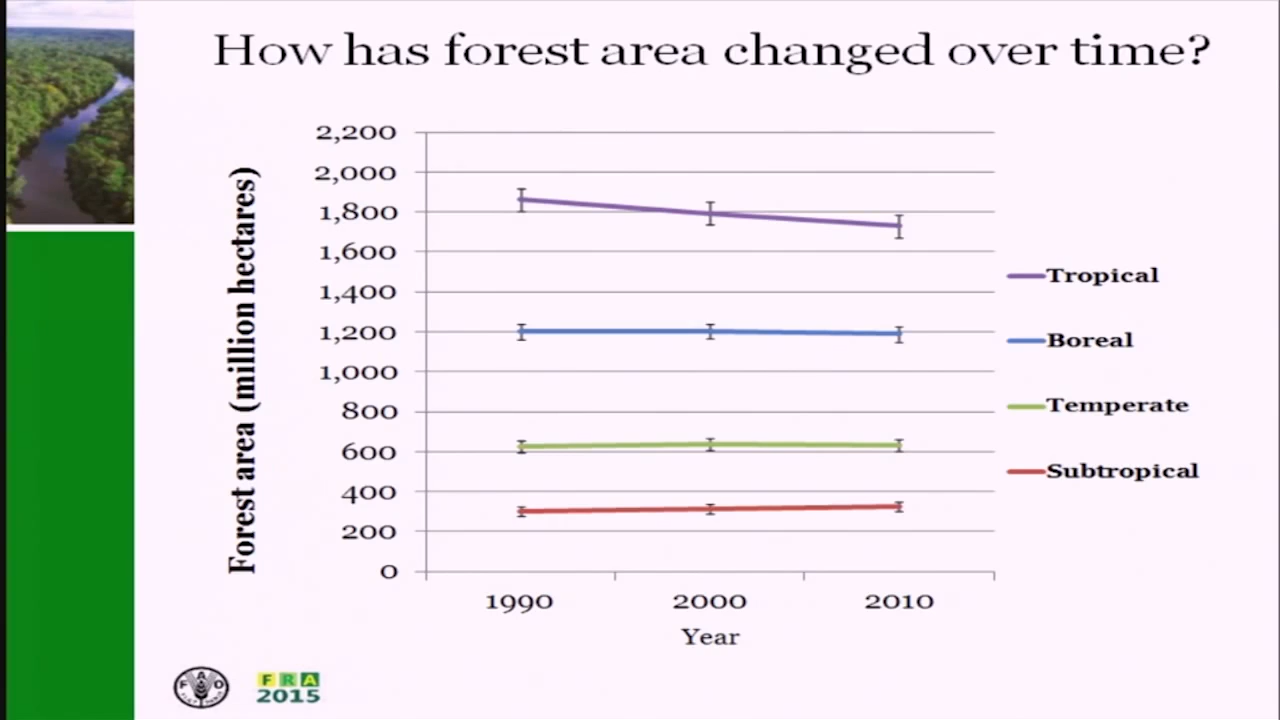 How has forest area changed over time?
Forest area (million hectares)
2,200
2,000
1,800
1,600
1,400
1,200
1,000
800
600
400
200
0
1990 2000 2010
Year
Tropical
Boreal
Temperate
Subtropical
F A O
FRA
2015